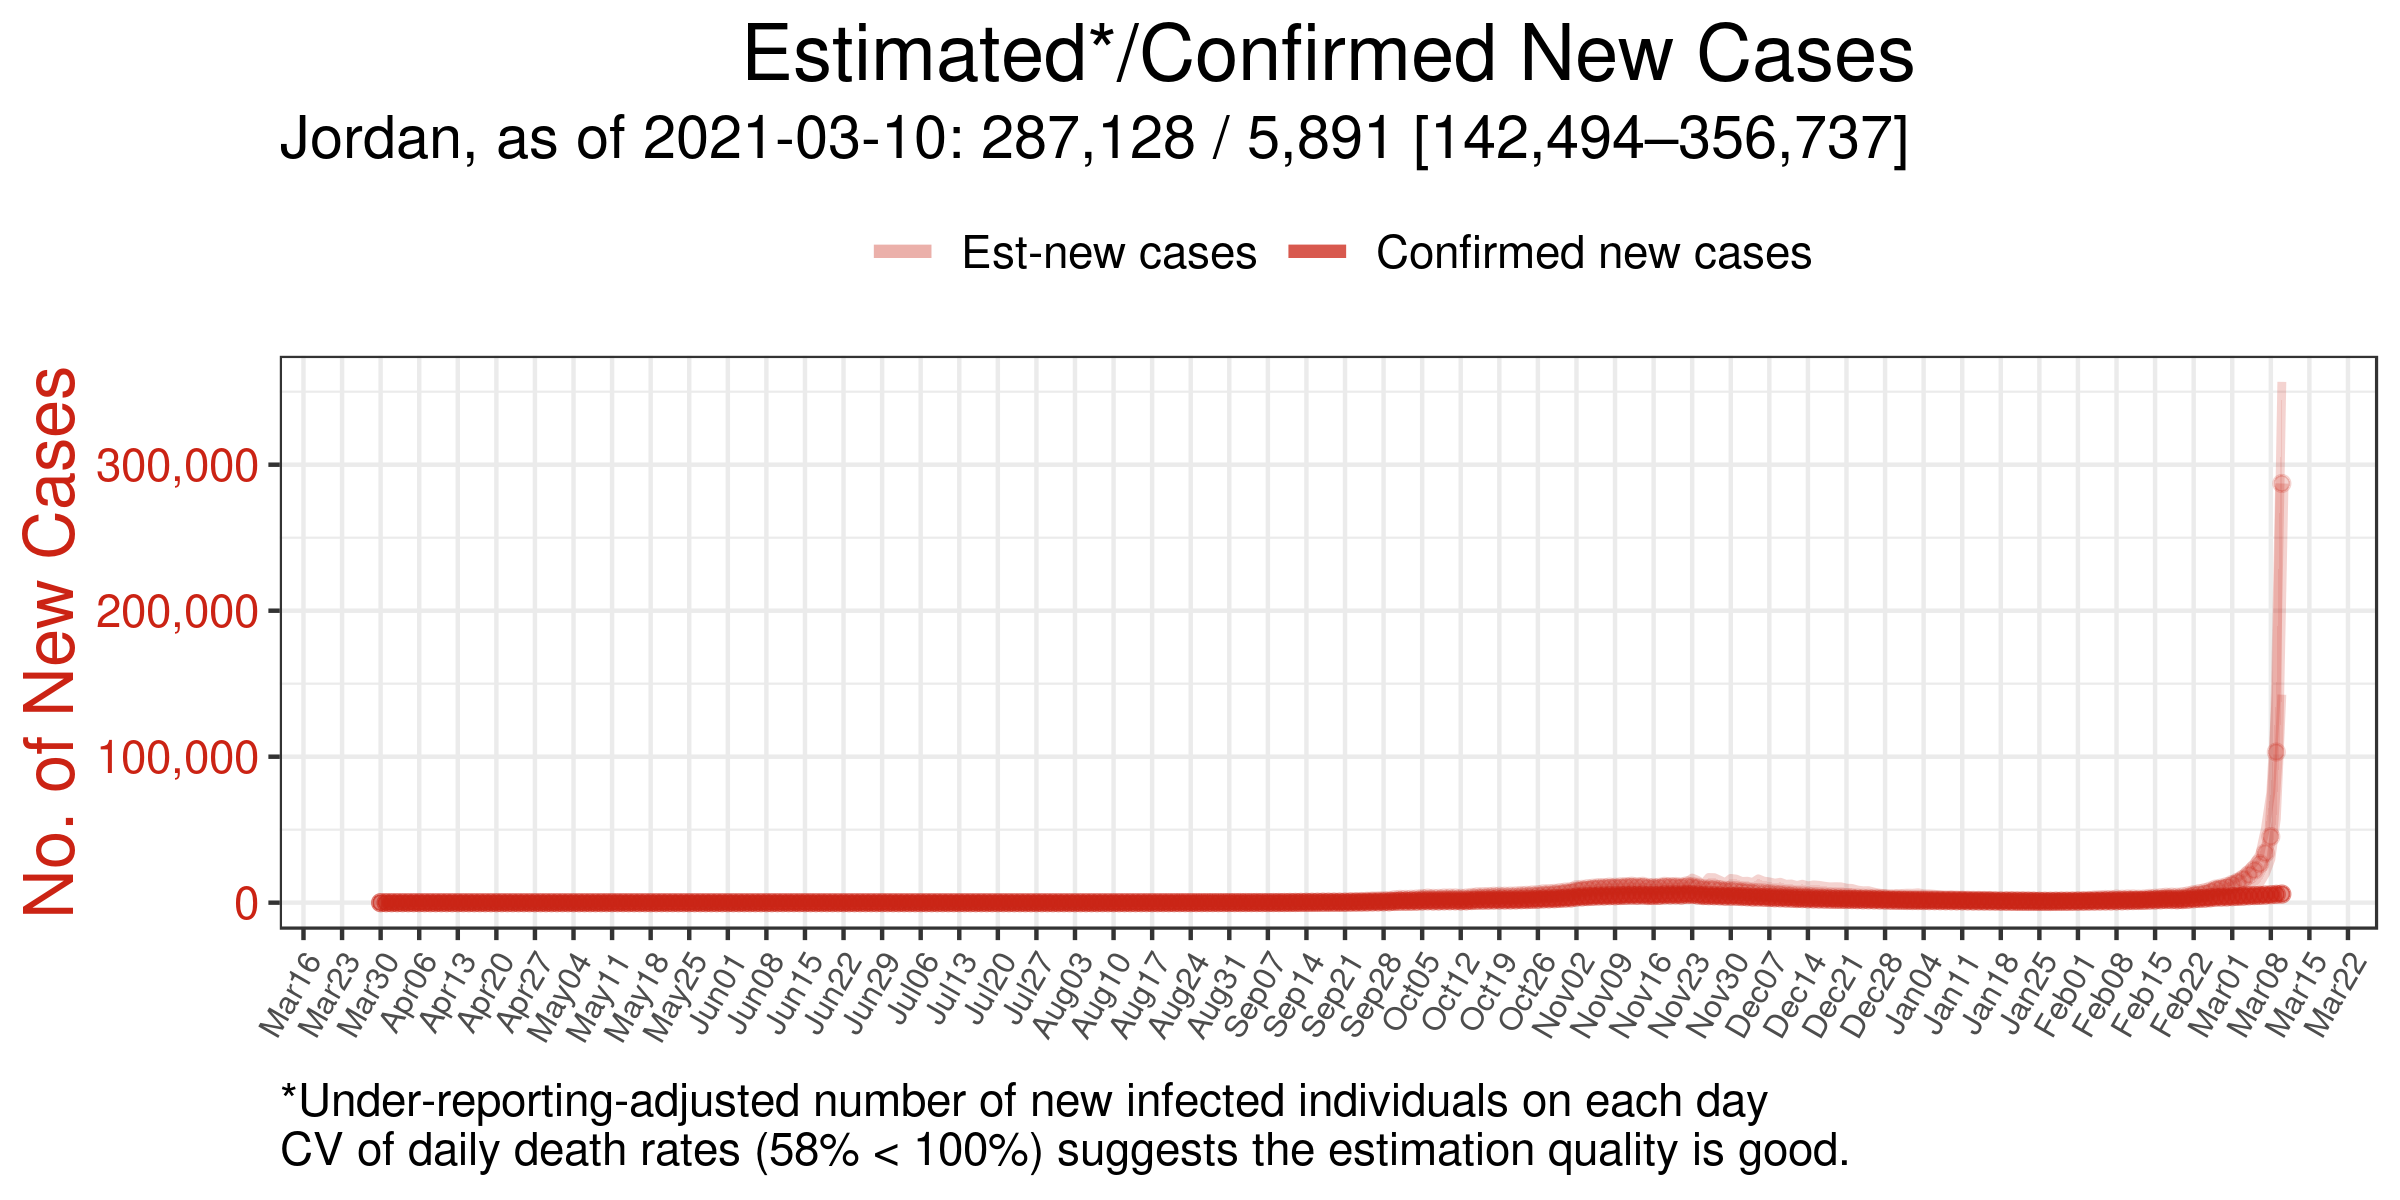 Estimated*/Confirmed New Cases
Jordan, as of 2021-03-10: 287,128 / 5,891 [142,494–356,737]
Est-new cases
Confirmed new cases
No. of New Cases
300,000
200,000
100,000
0
Mar16
Mar23
Mar30
Apr06
Apr13
Apr20
Apr27
May04
May11
May18
May25
Jun01
Jun08
Jun15
Jun22
Jun29
Jul06
Jul13
Jul20
Jul27
Aug03
Aug10
Aug17
Aug24
Aug31
Sep07
Sep14
Sep21
Sep28
Oct05
Oct12
Oct19
Oct26
Nov02
Nov09
Nov16
Nov23
Nov30
Dec07
Dec14
Dec21
Dec28
Jan04
Jan11
Jan18
Jan25
Feb01
Feb08
Feb15
Feb22
Mar01
Mar08
Mar15
Mar22
*Under-reporting-adjusted number of new infected individuals on each day
CV of daily death rates (58% < 100%) suggests the estimation quality is good.